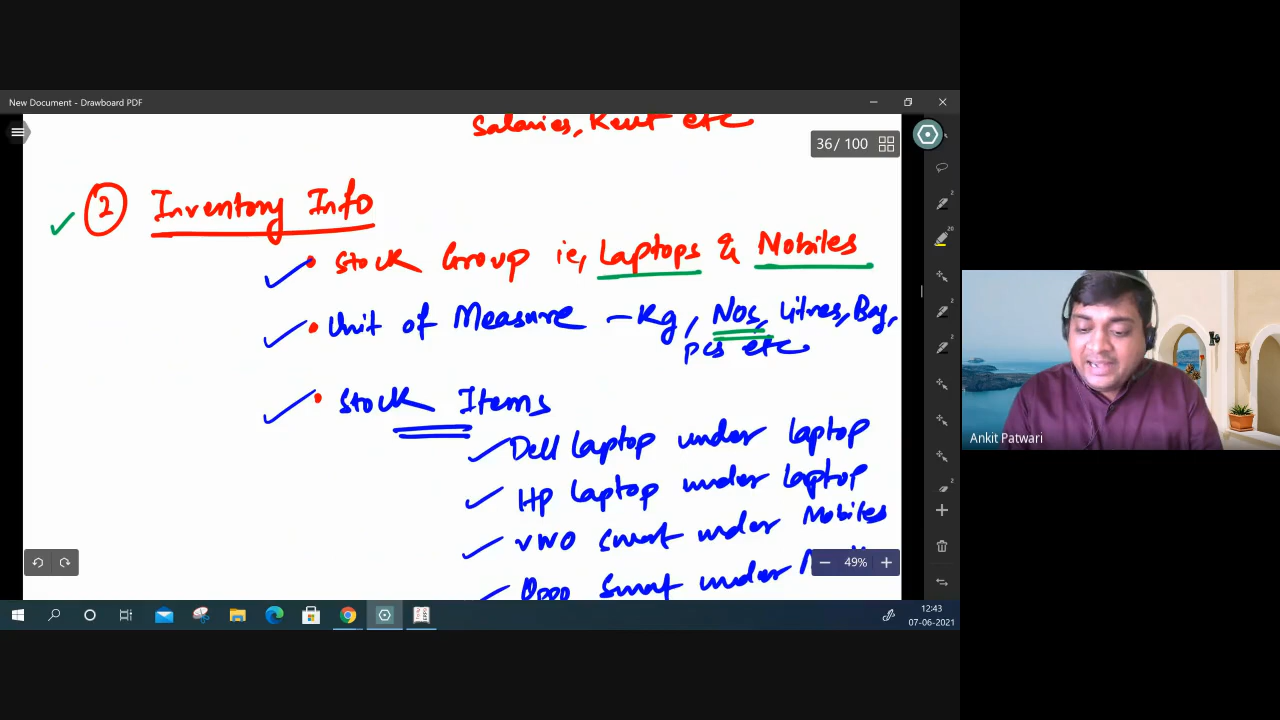 New Document - Drawboard PDF
Salaries, Rent etc
36 / 100
2 Inventory Info
• Stock Group ie, Laptops & Mobiles
• Unit of Measure - Kg, Nos, Litres, Bag,
pcs etc
• Stock Items
Dell laptop under laptop
HP laptop under laptop
VIVO smart under Mobiles
Oppo smart under
49%
Ankit Patwari
12:43
07-06-2021